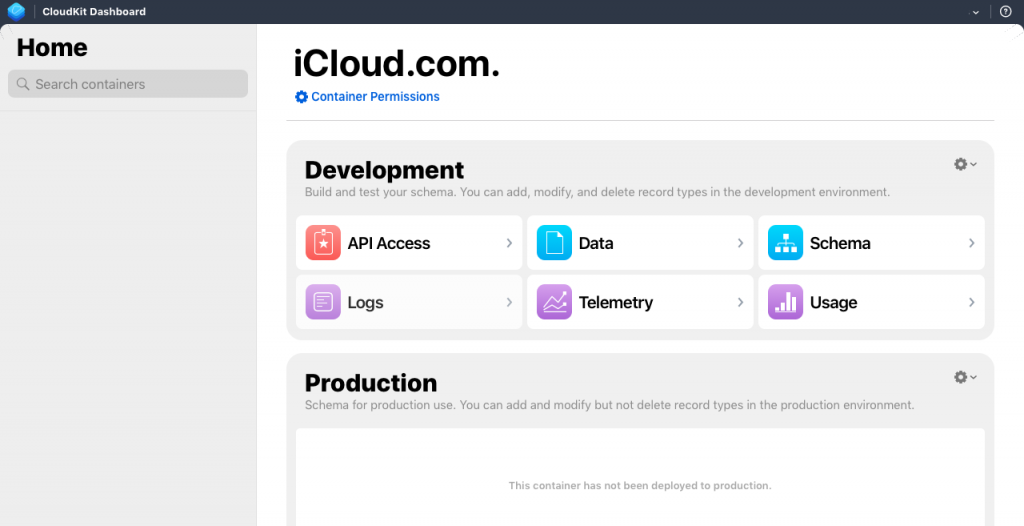 CloudKit Dashboard
Home
Search containers
iCloud.com.
Container Permissions
Development
Build and test your schema. You can add, modify, and delete record types in the development environment.
API Access
Data
Schema
Logs
Telemetry
Usage
Production
Schema for production use. You can add and modify but not delete record types in the production environment.
This container has not been deployed to production.